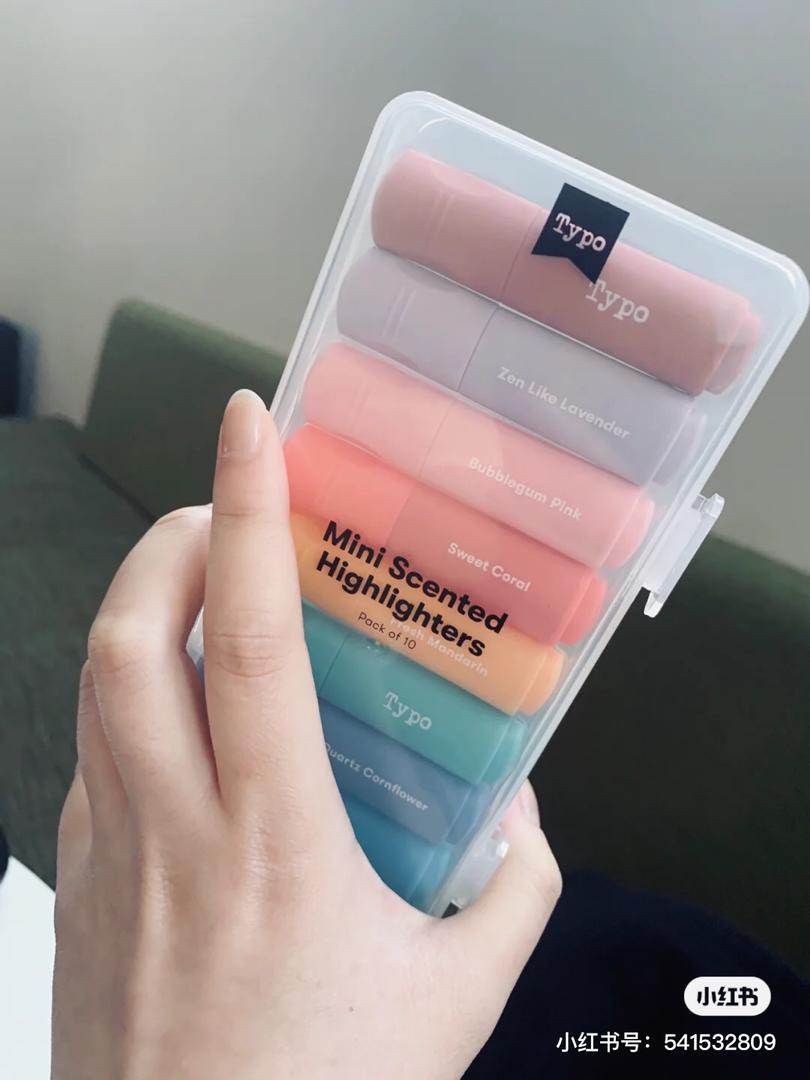 Typo
Typo
Zen Like Lavender
Bubblegum Pink
Sweet Coral
Mini Scented
Highlighters
Pack of 10
Mandarin
Typo
Quartz Cornflower
小红书
小红书号：541532809